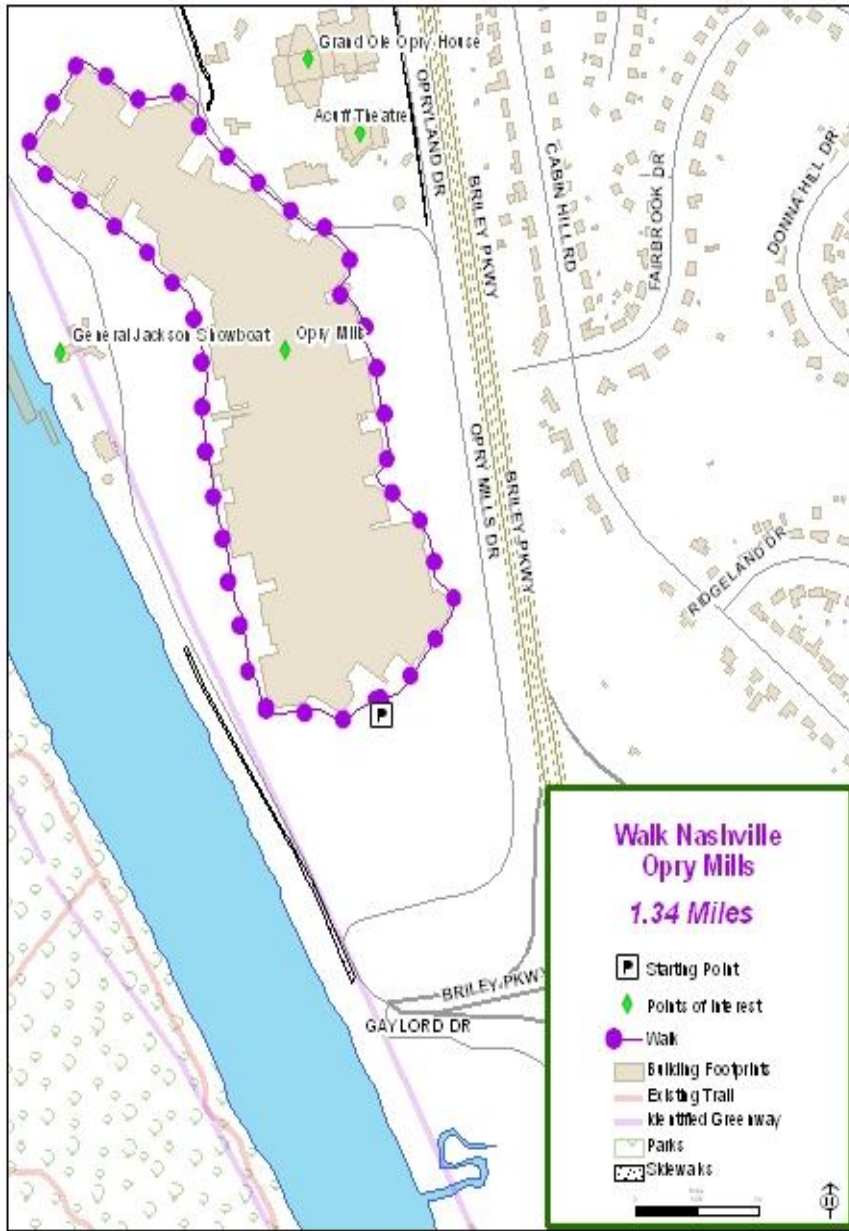 Grand Ole Opry House
Acuff Theatre
OPRYLAND DR
BRILEY PKWY
CABIN HILL RD
FAIRBROOK DR
DONNA HILL DR
General Jackson Showboat
Opry Mills
OPRY MILLS DR
BRILEY PKWY
RIDGELAND DR
P
BRILEY PKWY
GAYLORD DR
Walk Nashville
Opry Mills
1.34 Miles
P Starting Point
Points of Interest
Walk
Building Footprints
Existing Trail
Identified Greenway
Parks
Sidewaks